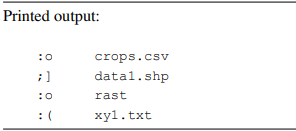 Printed output:
:o crops.csv
;] data1.shp
:o rast
:( xy1.txt